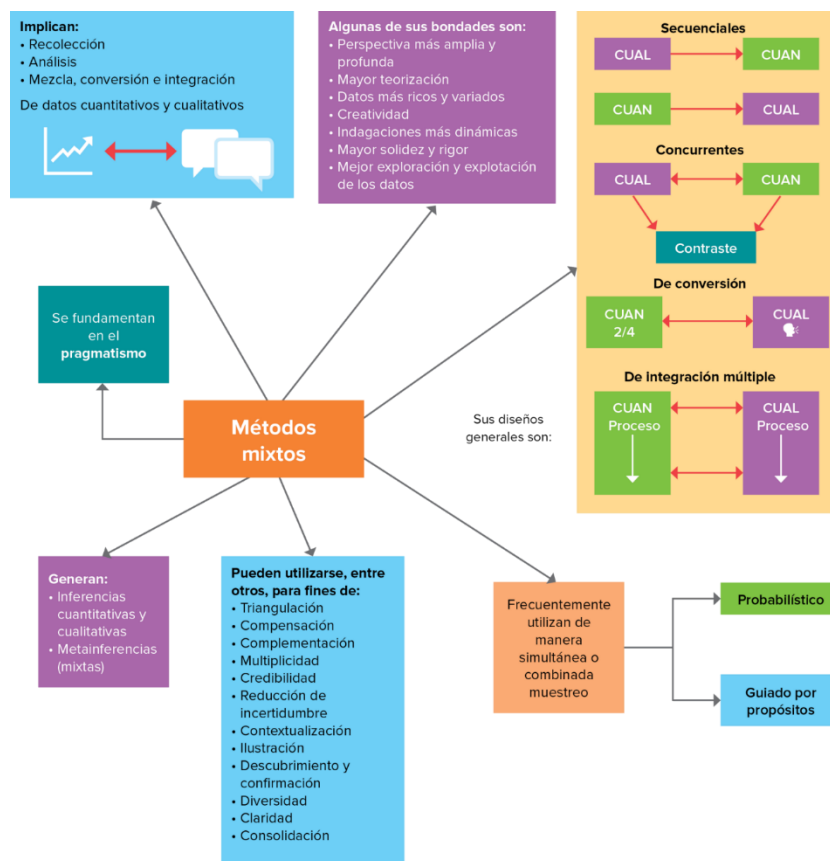 Implican:
• Recolección
• Análisis
• Mezcla, conversión e integración
De datos cuantitativos y cualitativos
Algunas de sus bondades son:
• Perspectiva más amplia y
profunda
• Mayor teorización
• Datos más ricos y variados
• Creatividad
• Indagaciones más dinámicas
• Mayor solidez y rigor
• Mejor exploración y explotación
de los datos
Secuenciales
CUAL
CUAN
CUAN
CUAL
Concurrentes
CUAL
CUAN
Contraste
De conversión
CUAN
2/4
CUAL
De integración múltiple
CUAN
Proceso
CUAL
Proceso
Se fundamentan
en el
pragmatismo
Métodos
mixtos
Sus diseños
generales son:
Generan:
• Inferencias
cuantitativas y
cualitativas
• Metainferencias
(mixtas)
Pueden utilizarse, entre
otros, para fines de:
• Triangulación
• Compensación
• Complementación
• Multiplicidad
• Credibilidad
• Reducción de
incertidumbre
• Contextualización
• Ilustración
• Descubrimiento y
confirmación
• Diversidad
• Claridad
• Consolidación
Frecuentemente
utilizan de
manera
simultánea o
combinada
muestreo
Probabilístico
Guiado por
propósitos